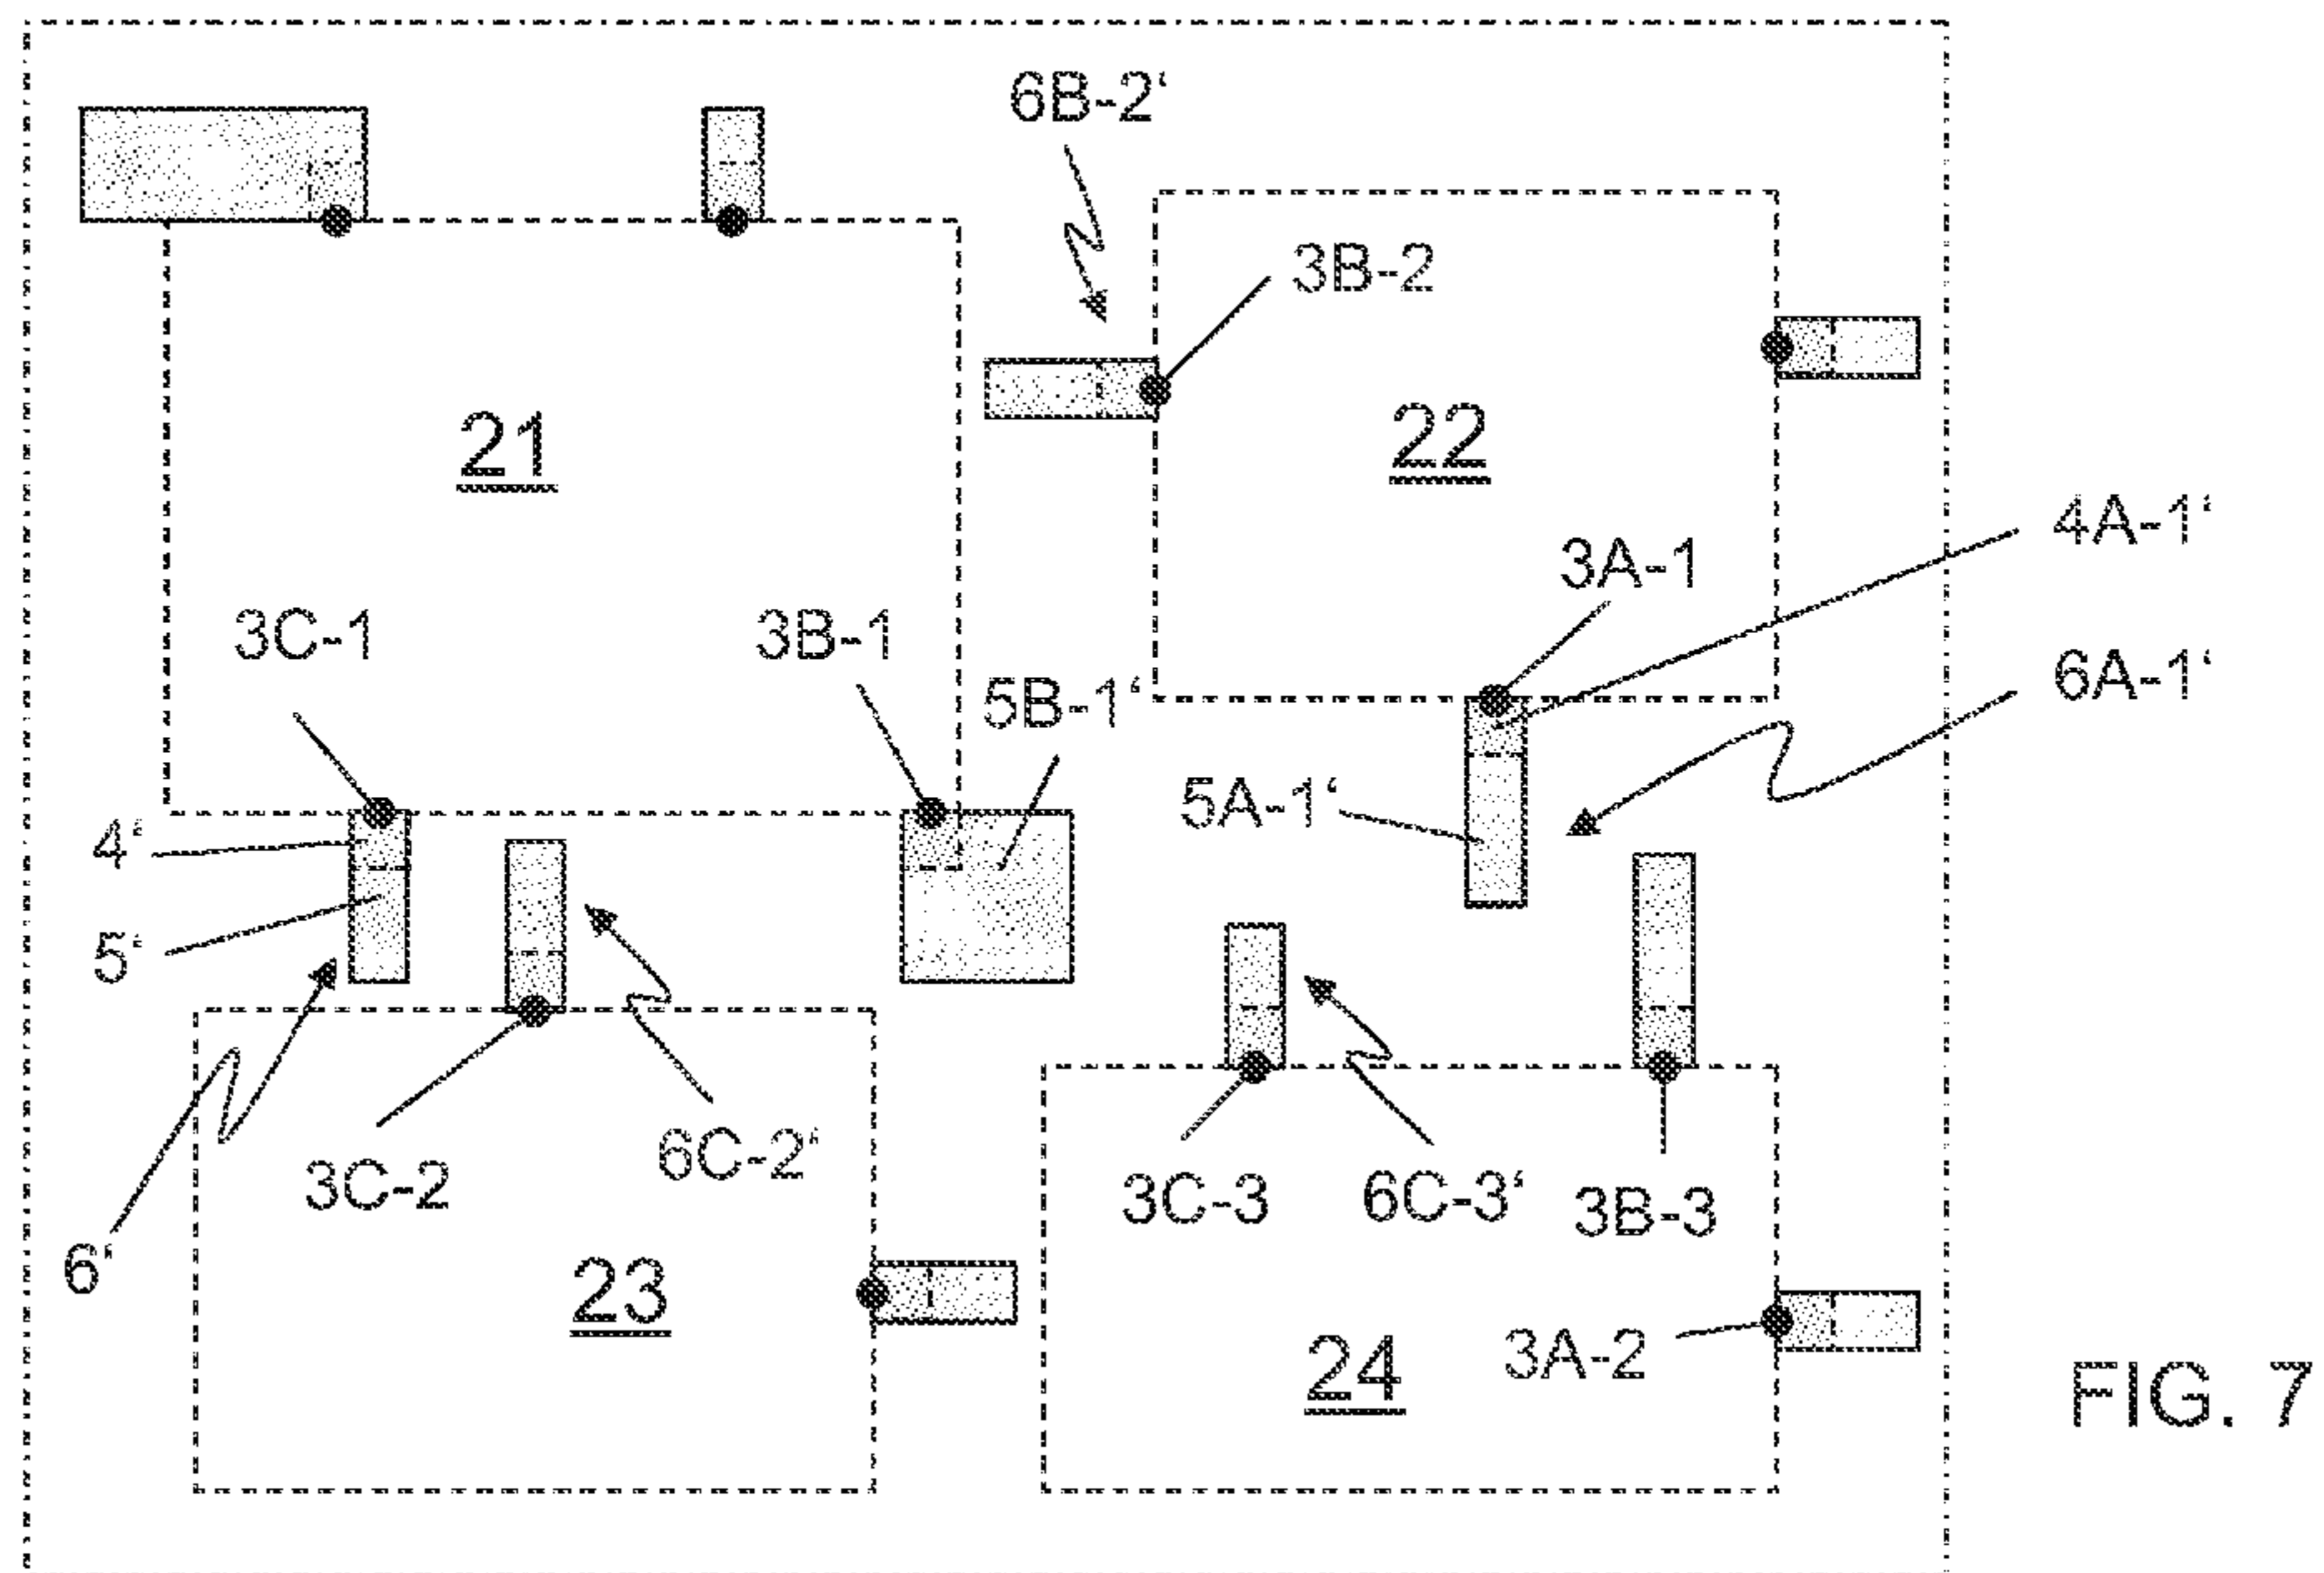 6B-2‘
3B-2
21
22
4A-1‘
3A-1
3C-1
3B-1
6A-1‘
5B-1‘
5A-1‘
4‘
5‘
6C-2‘
3C-2
3C-3
6C-3‘
3B-3
6‘
23
3A-2
24
FIG. 7